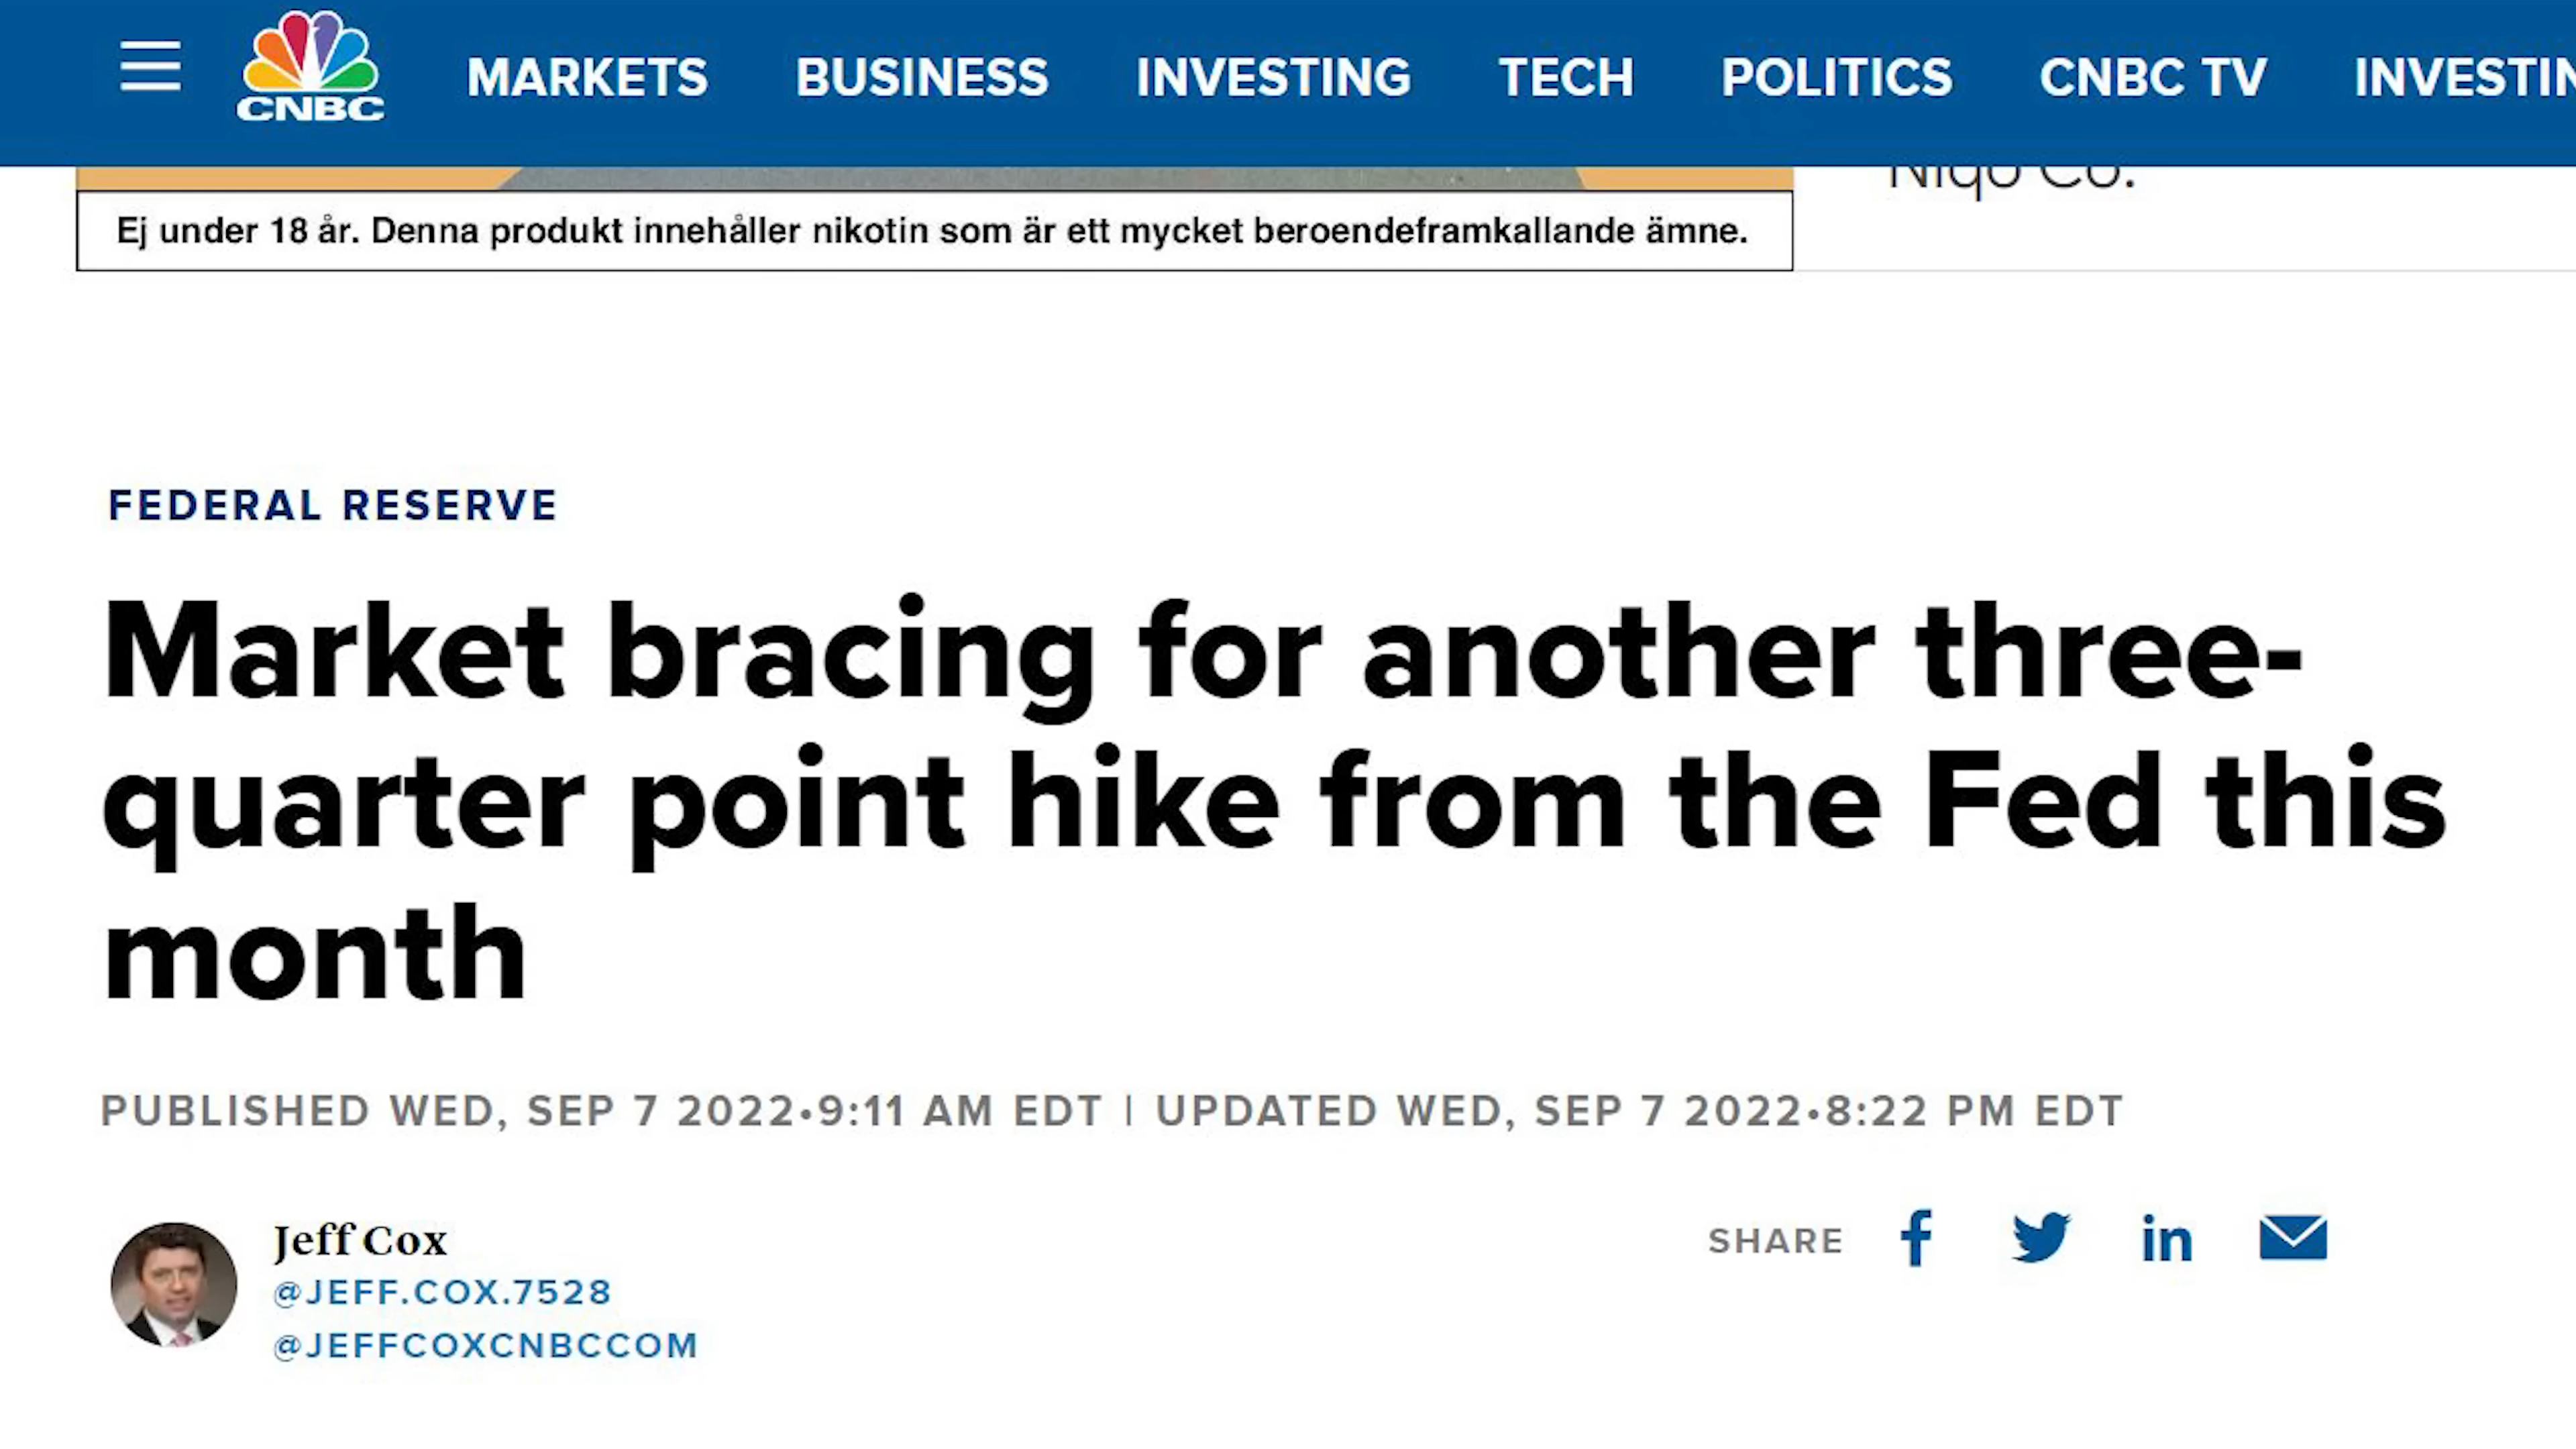 CNBC
MARKETS BUSINESS INVESTING TECH POLITICS CNBC TV INVESTIN
Niqo Co.
Ej under 18 år. Denna produkt innehåller nikotin som är ett mycket beroendeframkallande ämne.
FEDERAL RESERVE
Market bracing for another three-
quarter point hike from the Fed this
month
PUBLISHED WED, SEP 7 2022•9:11 AM EDT | UPDATED WED, SEP 7 2022•8:22 PM EDT
Jeff Cox
@JEFF.COX.7528
@JEFFCOXCNBCCOM
SHARE